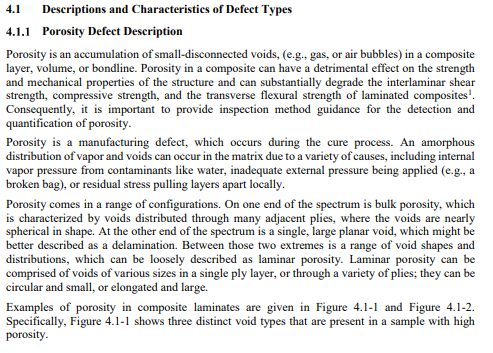 4.1 Descriptions and Characteristics of Defect Types
4.1.1 Porosity Defect Description
Porosity is an accumulation of small-disconnected voids, (e.g., gas, or air bubbles) in a composite
layer, volume, or bondline. Porosity in a composite can have a detrimental effect on the strength
and mechanical properties of the structure and can substantially degrade the interlaminar shear
strength, compressive strength, and the transverse flexural strength of laminated composites¹.
Consequently, it is important to provide inspection method guidance for the detection and
quantification of porosity.
Porosity is a manufacturing defect, which occurs during the cure process. An amorphous
distribution of vapor and voids can occur in the matrix due to a variety of causes, including internal
vapor pressure from contaminants like water, inadequate external pressure being applied (e.g., a
broken bag), or residual stress pulling layers apart locally.
Porosity comes in a range of configurations. On one end of the spectrum is bulk porosity, which
is characterized by voids distributed through many adjacent plies, where the voids are nearly
spherical in shape. At the other end of the spectrum is a single, large planar void, which might be
better described as a delamination. Between those two extremes is a range of void shapes and
distributions, which can be loosely described as laminar porosity. Laminar porosity can be
comprised of voids of various sizes in a single ply layer, or through a variety of plies; they can be
circular and small, or elongated and large.
Examples of porosity in composite laminates are given in Figure 4.1-1 and Figure 4.1-2.
Specifically, Figure 4.1-1 shows three distinct void types that are present in a sample with high
porosity.